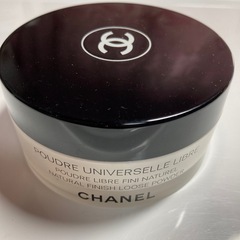 POUDRE UNIVERSELLE LIBRE
POUDRE LIBRE FINI NATUREL
NATURAL FINISH LOOSE POWDER
CHANEL